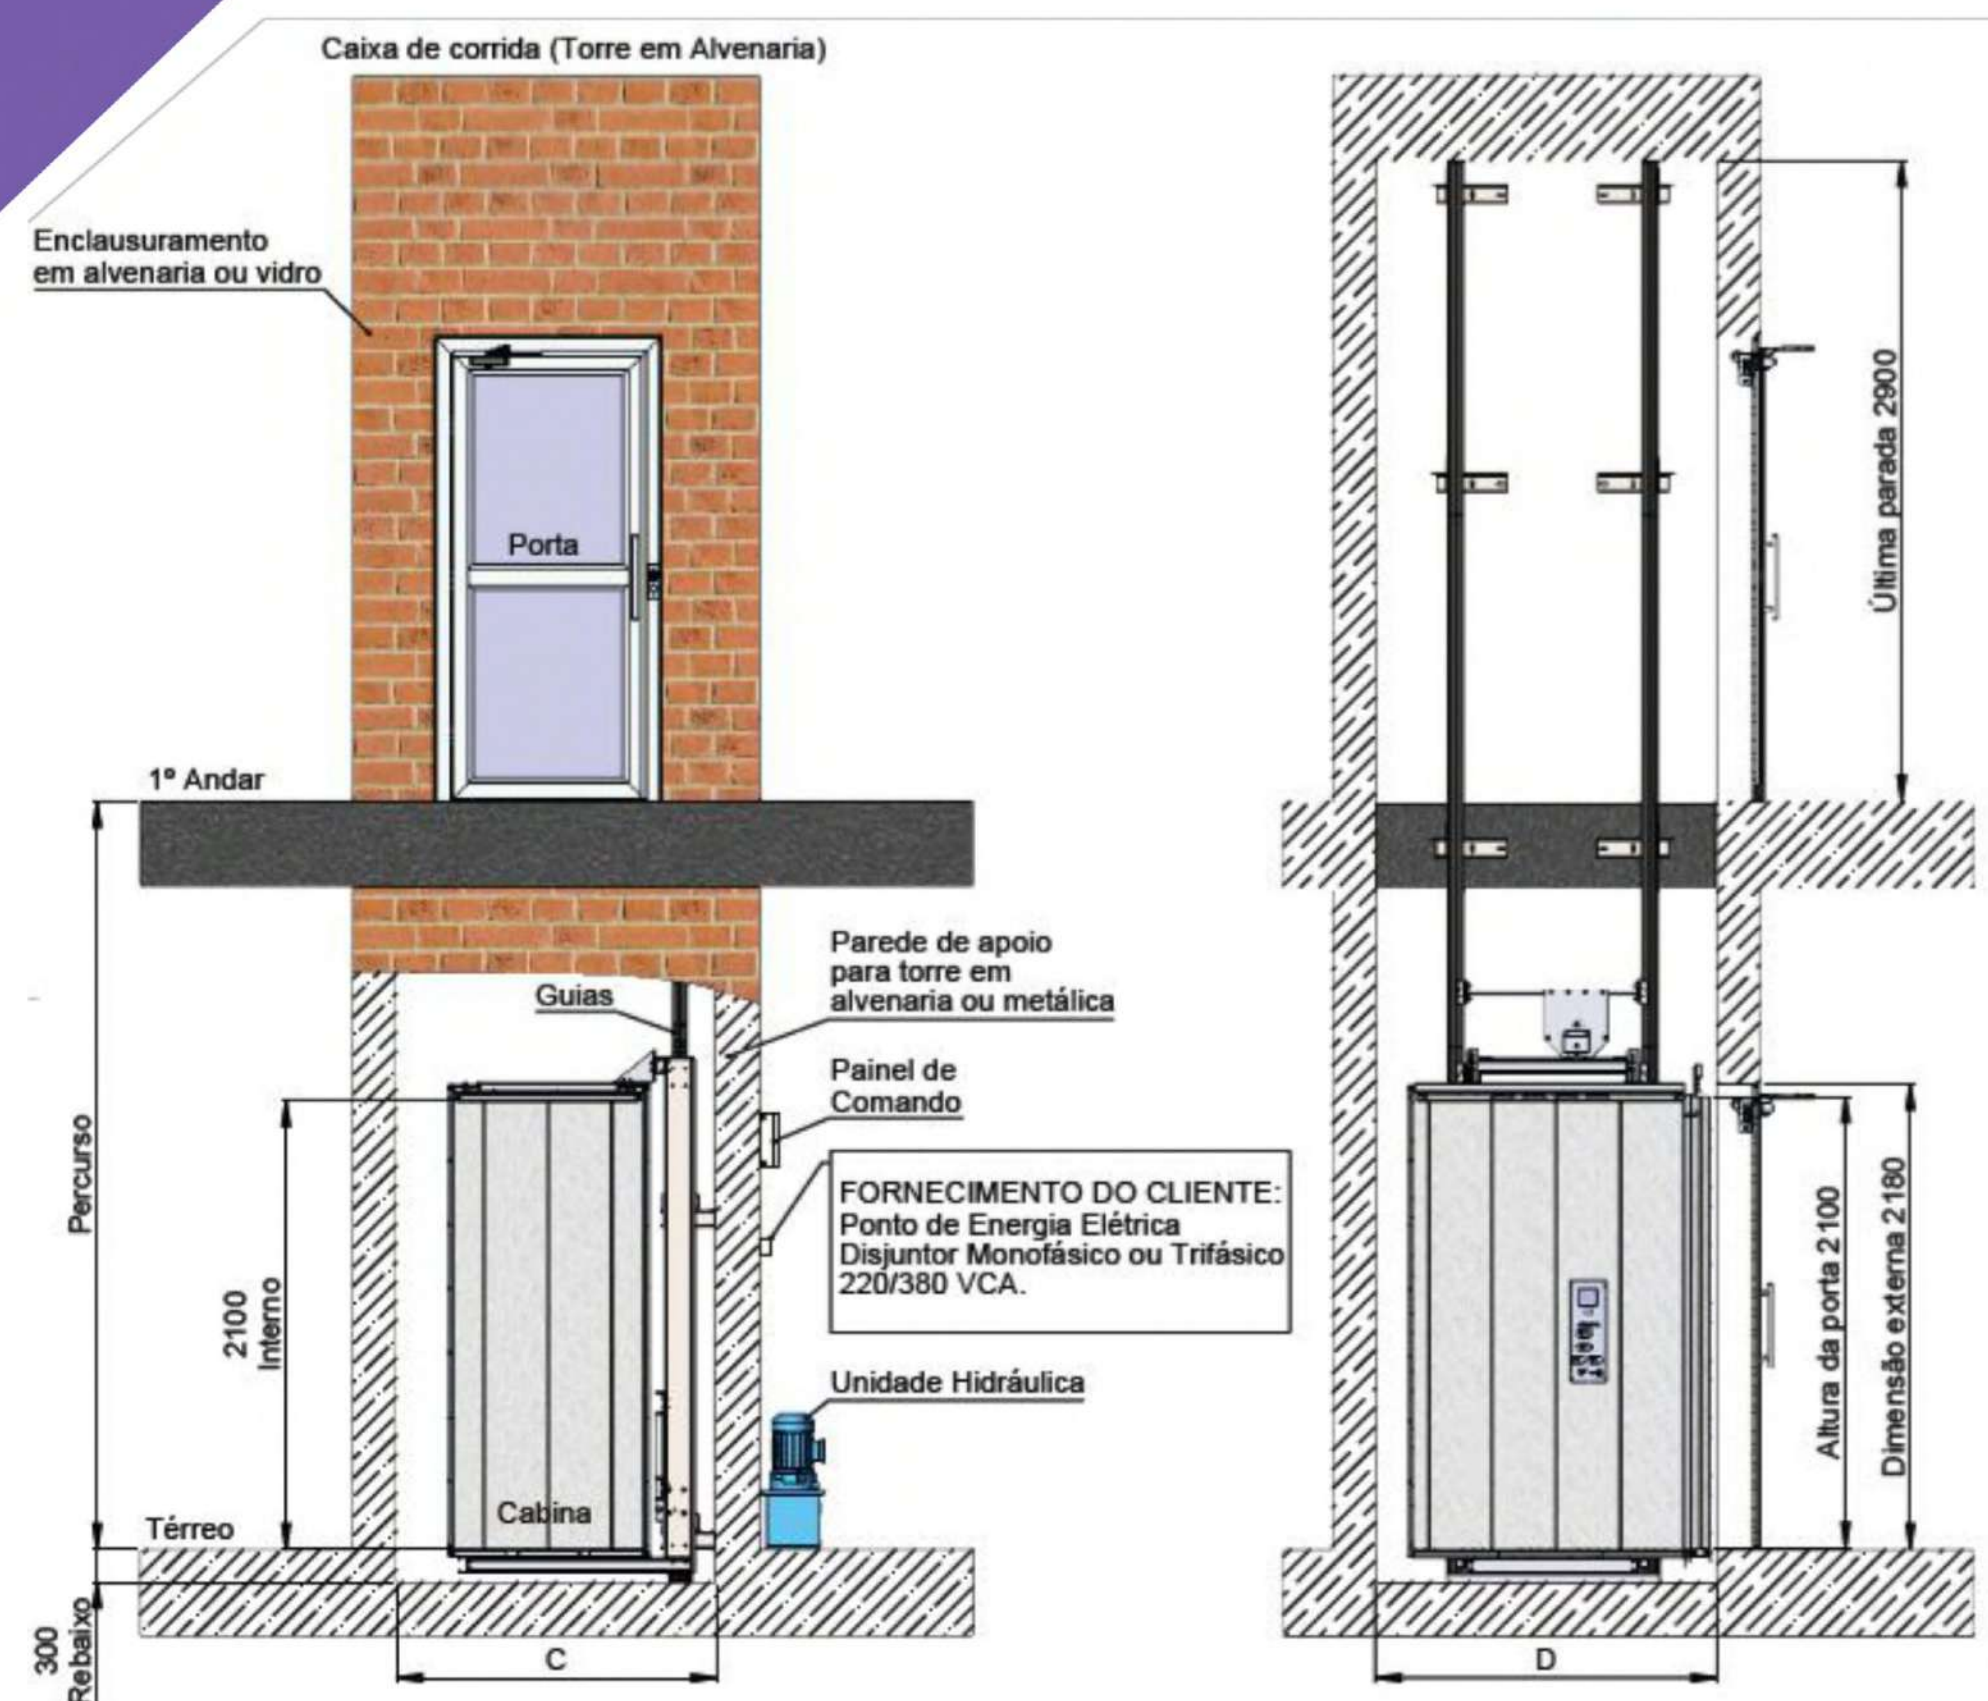 Caixa de corrida (Torre em Alvenaria)
Enclausuramento
em alvenaria ou vidro
Porta
1º Andar
Última parada 2900
Parede de apoio
para torre em
alvenaria ou metálica
Guias
Painel de
Comando
Percurso
2100
Interno
FORNECIMENTO DO CLIENTE:
Ponto de Energia Elétrica
Disjuntor Monofásico ou Trifásico
220/380 VCA.
Altura da porta 2100
Dimensão externa 2180
Unidade Hidráulica
Cabina
Térreo
300
Rebaixo
C
D